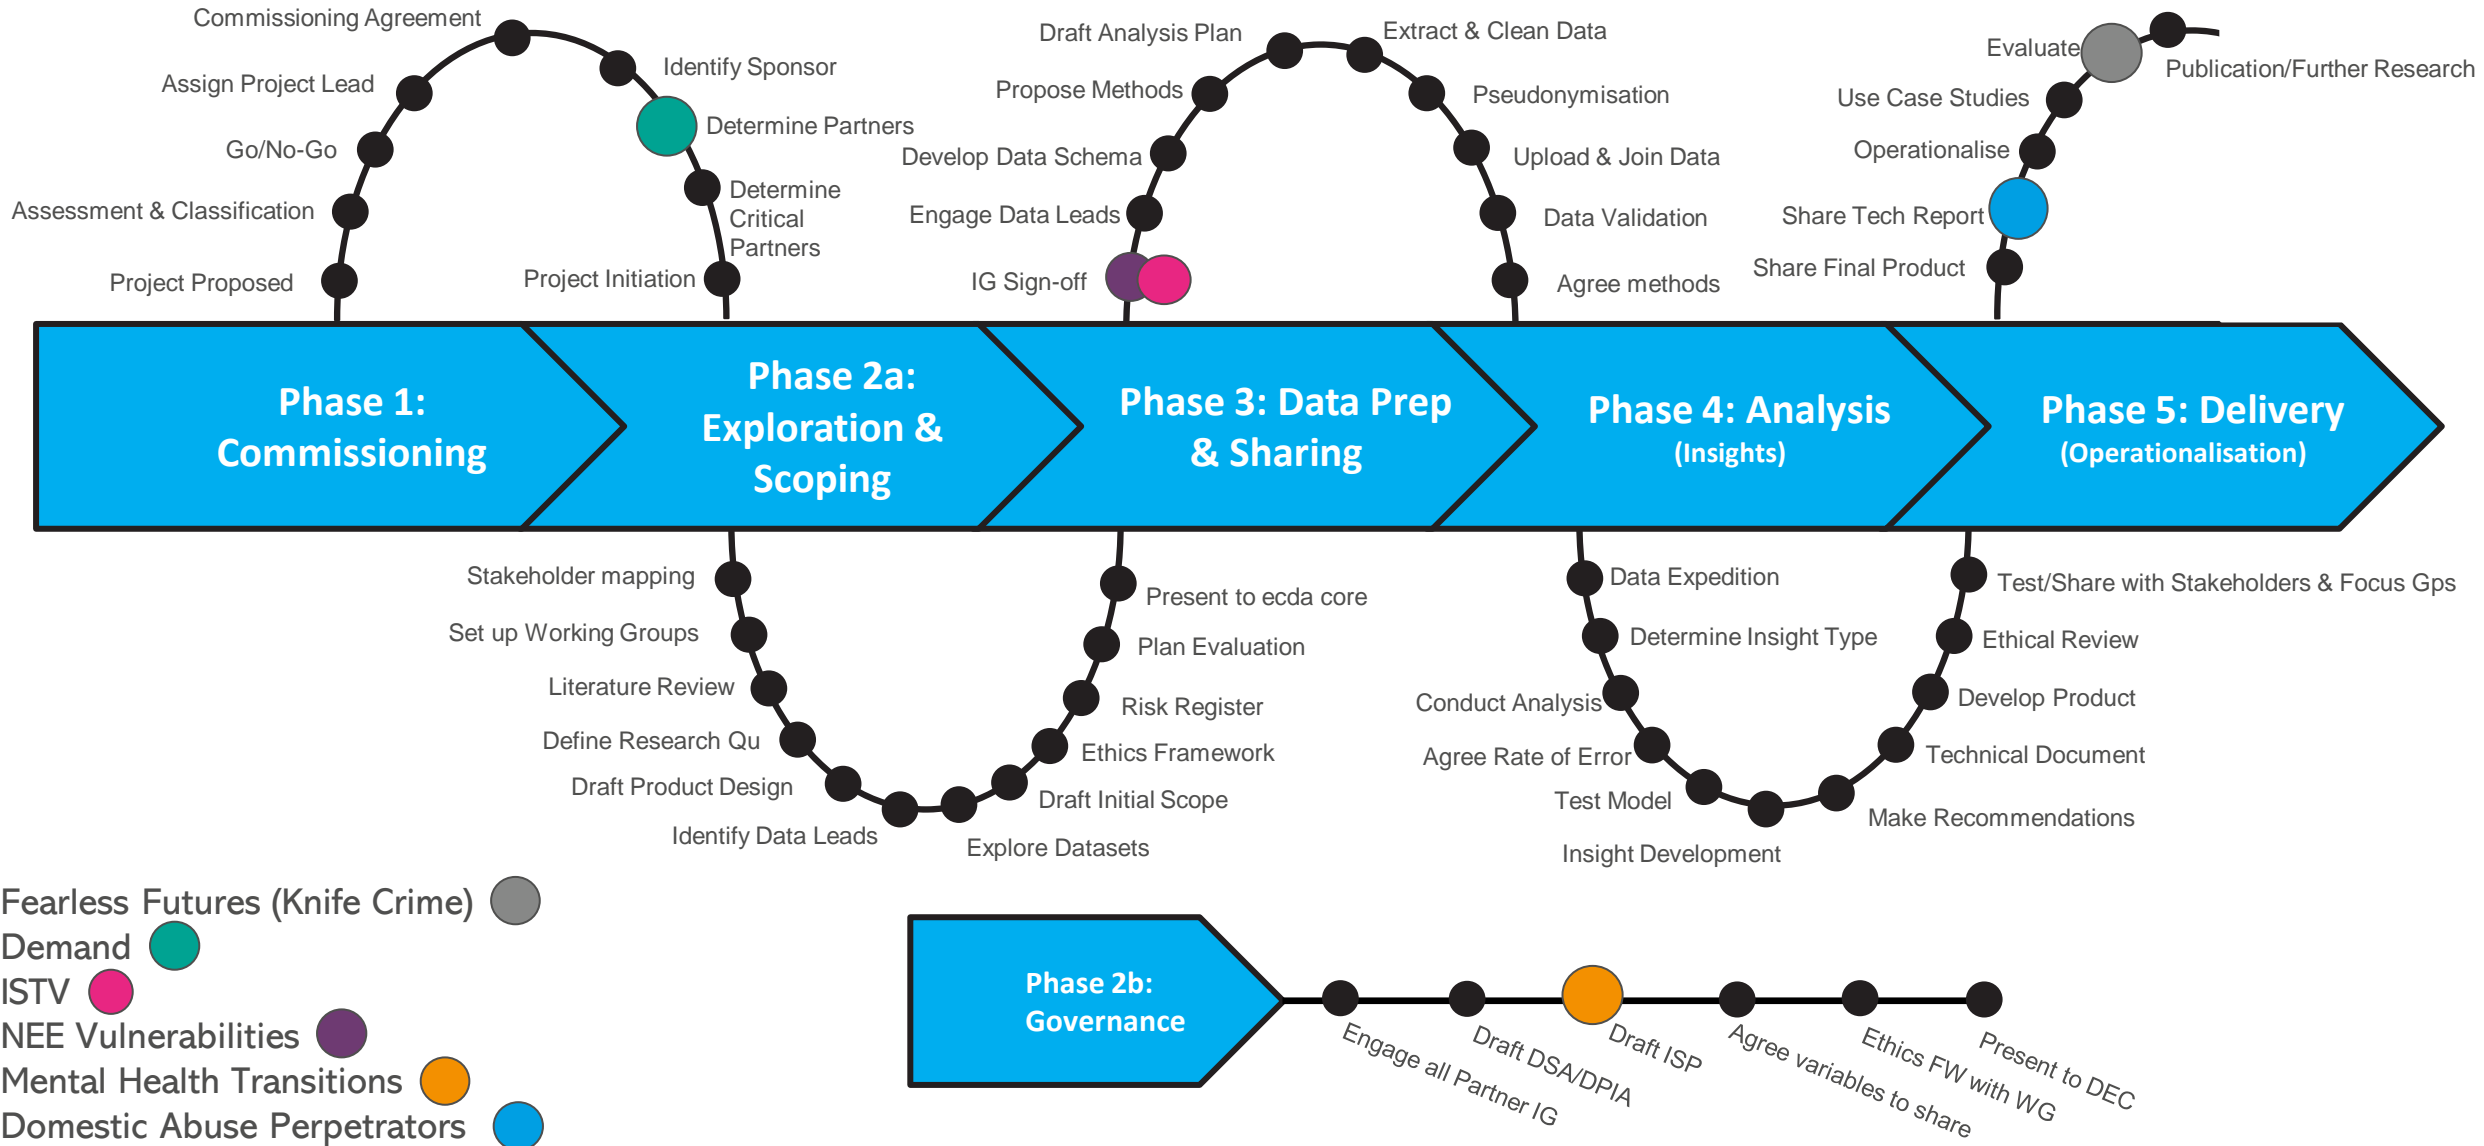 Commissioning Agreement
Assign Project Lead
Go/No-Go
Assessment & Classification
Project Proposed
Identify Sponsor
Determine Partners
Determine
Critical
Partners
Project Initiation
Draft Analysis Plan
Propose Methods
Develop Data Schema
Engage Data Leads
IG Sign-off
Extract & Clean Data
Pseudonymisation
Upload & Join Data
Data Validation
Agree methods
Evaluate
Publication/Further Research
Use Case Studies
Operationalise
Share Tech Report
Share Final Product
Phase 1:
Commissioning
Phase 2a:
Exploration &
Scoping
Phase 3: Data Prep
& Sharing
Phase 4: Analysis
(Insights)
Phase 5: Delivery
(Operationalisation)
Stakeholder mapping
Set up Working Groups
Literature Review
Define Research Qu
Draft Product Design
Identify Data Leads
Explore Datasets
Draft Initial Scope
Ethics Framework
Risk Register
Plan Evaluation
Present to ecda core
Data Expedition
Determine Insight Type
Conduct Analysis
Agree Rate of Error
Test Model
Insight Development
Make Recommendations
Technical Document
Develop Product
Ethical Review
Test/Share with Stakeholders & Focus Gps
Fearless Futures (Knife Crime)
Demand
ISTV
NEE Vulnerabilities
Mental Health Transitions
Domestic Abuse Perpetrators
Phase 2b:
Governance
Engage all Partner IG
Draft DSA/DPIA
Draft ISP
Agree variables to share
Ethics FW with WG
Present to DEC